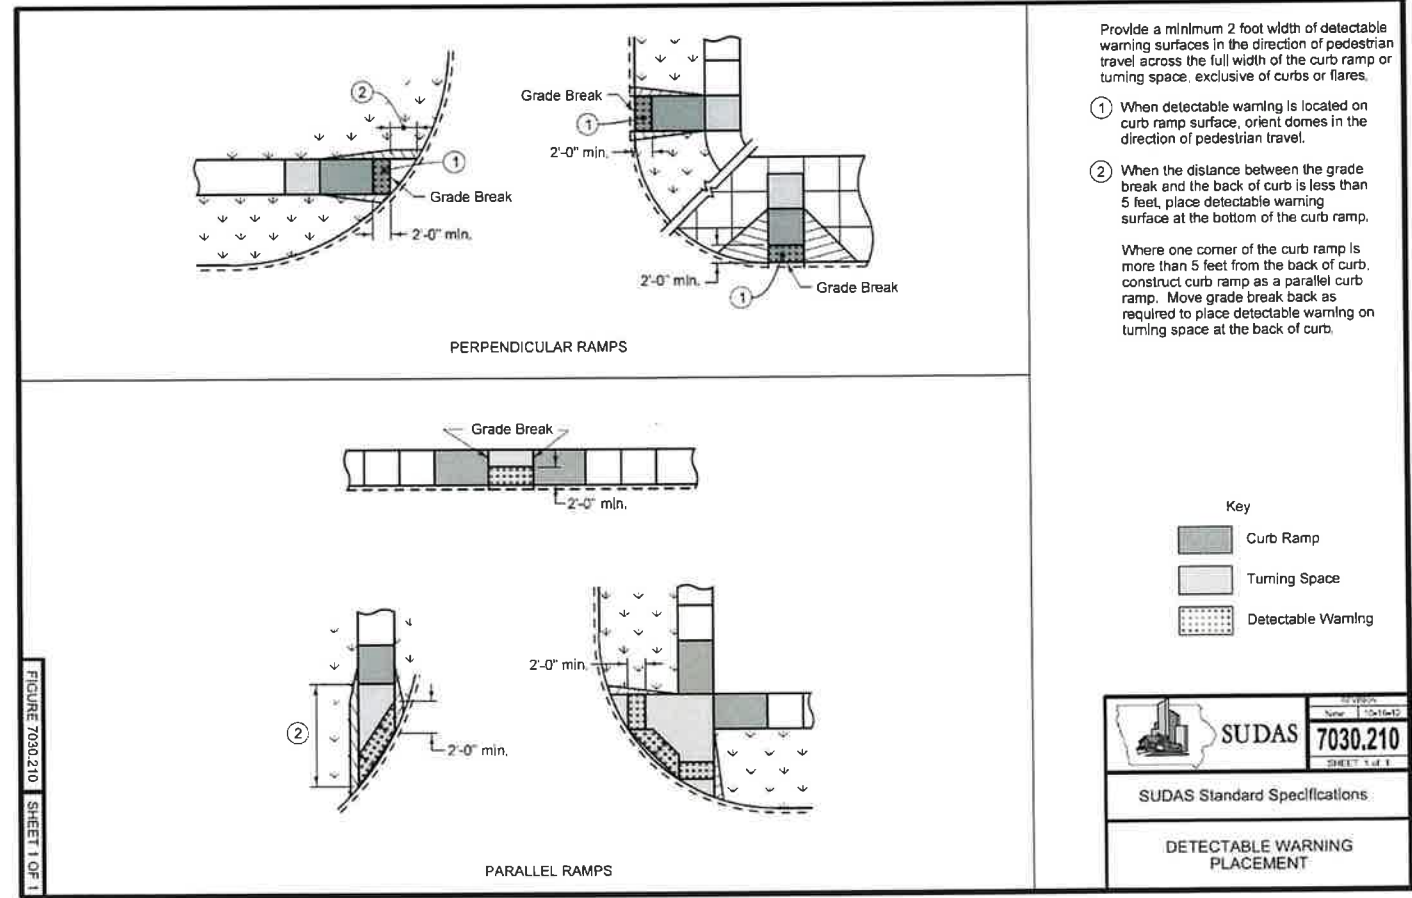 Provide a minimum 2 foot width of detectable
warning surfaces in the direction of pedestrian
travel across the full width of the curb ramp or
turning space, exclusive of curbs or flares.
1 When detectable warning is located on
curb ramp surface, orient domes in the
direction of pedestrian travel.
2 When the distance between the grade
break and the back of curb is less than
5 feet, place detectable warning
surface at the bottom of the curb ramp.
Where one corner of the curb ramp is
more than 5 feet from the back of curb,
construct curb ramp as a parallel curb
ramp. Move grade break back as
required to place detectable warning on
turning space at the back of curb.
2
1
Grade Break
2'-0" min.
Grade Break
1
2'-0" min.
2'-0" min.
1
Grade Break
PERPENDICULAR RAMPS
Grade Break
2'-0" min.
2
2'-0" min.
2'-0" min.
PARALLEL RAMPS
Key
Curb Ramp
Turning Space
Detectable Warning
FIGURE 7030.210
SHEET 1 OF 1
SUDAS
REVISION
New
7030.210
SHEET 1 of 1
SUDAS Standard Specifications
DETECTABLE WARNING
PLACEMENT